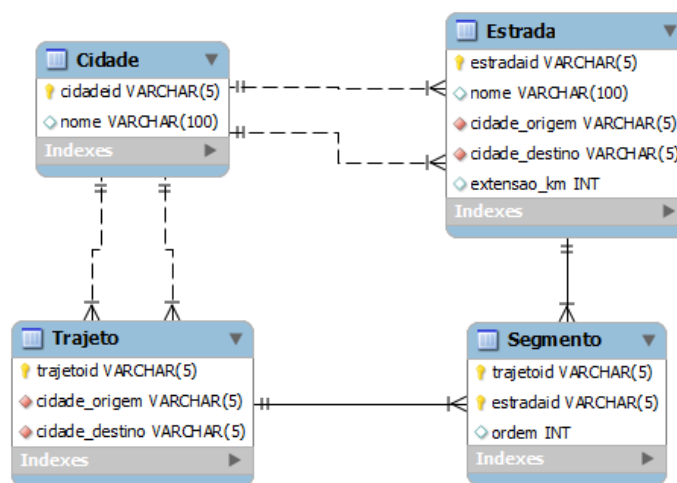 Cidade
cidadeid VARCHAR(5)
nome VARCHAR(100)
Indexes
Estrada
estradaid VARCHAR(5)
nome VARCHAR(100)
cidade_origem VARCHAR(5)
cidade_destino VARCHAR(5)
extensao_km INT
Indexes
Trajeto
trajetoid VARCHAR(5)
cidade_origem VARCHAR(5)
cidade_destino VARCHAR(5)
Indexes
Segmento
trajetoid VARCHAR(5)
estradaid VARCHAR(5)
ordem INT
Indexes